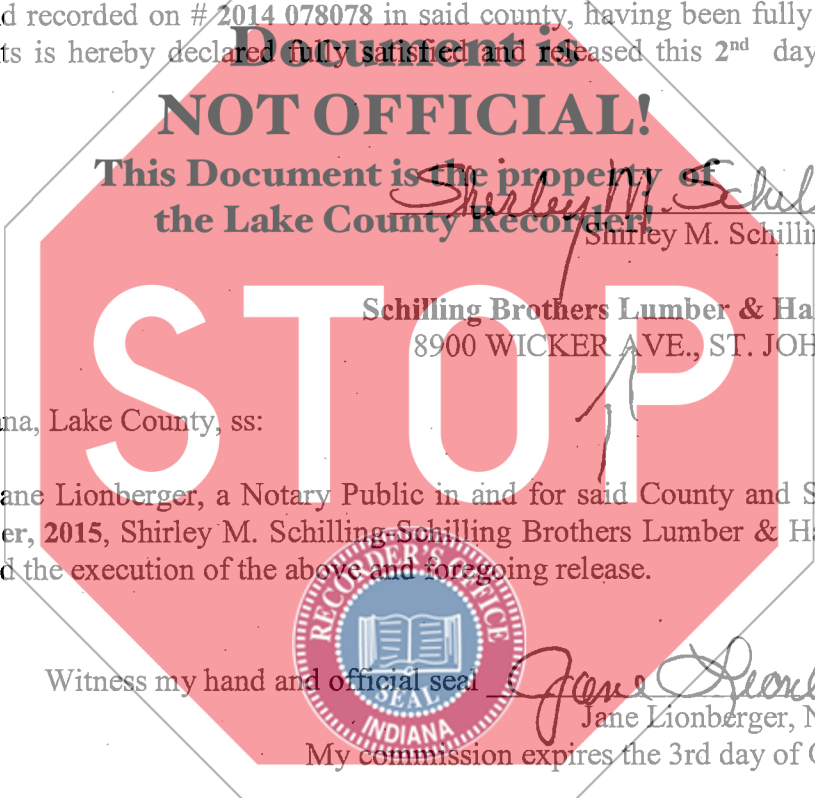 d recorded on # 2014 078078 in said county, having been fully
ts is hereby declared fully satisfied and released this 2nd day
Document is
NOT OFFICIAL!
This Document is the property of
the Lake County Recorder!
Shirley M. Schil
Shirley M. Schillin
Schilling Brothers Lumber & Ha
8900 WICKER AVE., ST. JOH
STOP
na, Lake County, ss:
ane Lionberger, a Notary Public in and for said County and S
er, 2015, Shirley M. Schilling-Schilling Brothers Lumber & Ha
d the execution of the above and foregoing release.
RECORDER'S OFFICE
SEAL
INDIANA
Witness my hand and official seal Jane Lionb
Jane Lionberger, N
My commission expires the 3rd day of